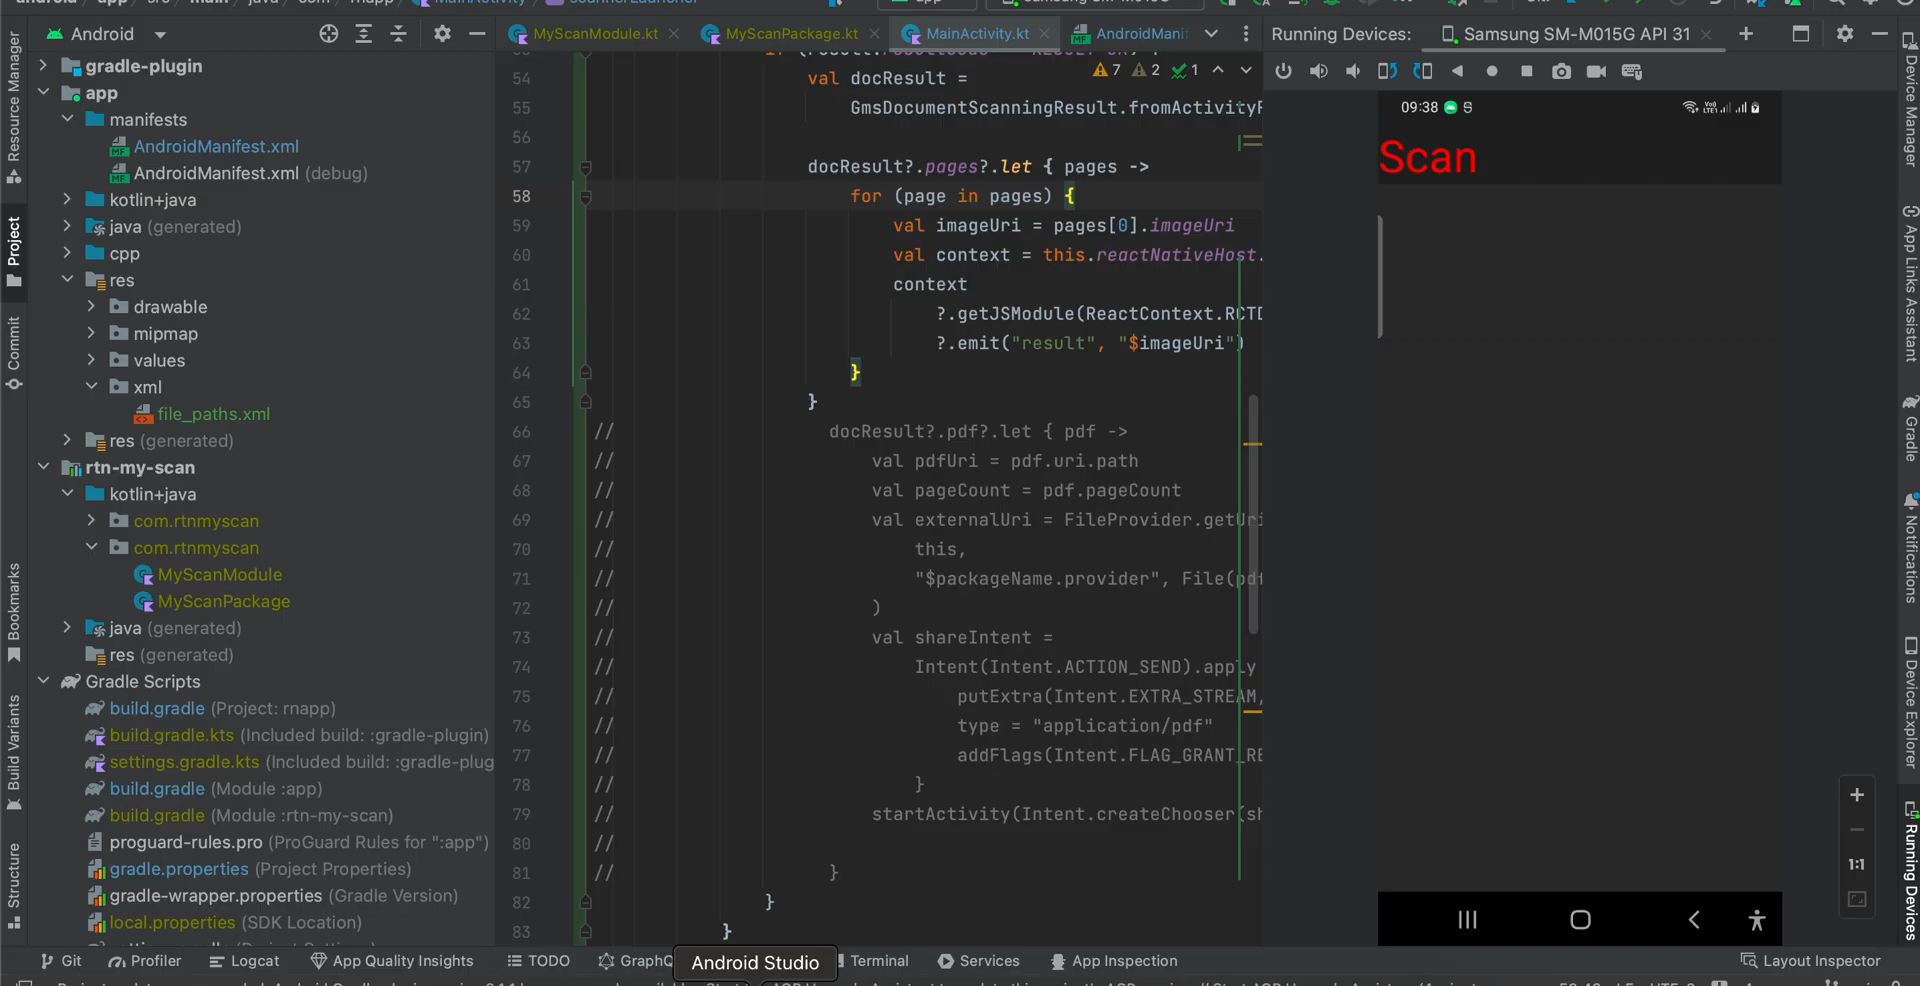 Android
MyScanModule.kt
MyScanPackage.kt
MainActivity.kt
AndroidMani
Running Devices:
Samsung SM-M015G API 31
gradle-plugin
app
manifests
AndroidManifest.xml
AndroidManifest.xml (debug)
kotlin+java
java (generated)
cpp
res
drawable
mipmap
values
xml
file_paths.xml
res (generated)
rtn-my-scan
kotlin+java
com.rtnmyscan
com.rtnmyscan
MyScanModule
MyScanPackage
java (generated)
res (generated)
Gradle Scripts
build.gradle (Project: rnapp)
build.gradle.kts (Included build: :gradle-plugin)
settings.gradle.kts (Included build: :gradle-plug
build.gradle (Module :app)
build.gradle (Module :rtn-my-scan)
proguard-rules.pro (ProGuard Rules for ":app")
gradle.properties (Project Properties)
gradle-wrapper.properties (Gradle Version)
local.properties (SDK Location)
Resource Manager
Project
Commit
Bookmarks
Build Variants
Structure
7 2 1
54 val docResult =
55 GmsDocumentScanningResult.fromActivityR
56
57 docResult?.pages?.let { pages ->
58 for (page in pages) {
59 val imageUri = pages[0].imageUri
60 val context = this.reactNativeHost.
61 context
62 ?.getJSModule(ReactContext.RCTD
63 ?.emit("result", "$imageUri")
64 }
65 }
66 // docResult?.pdf?.let { pdf ->
67 // val pdfUri = pdf.uri.path
68 // val pageCount = pdf.pageCount
69 // val externalUri = FileProvider.getUri
70 // this,
71 // "$packageName.provider", File(pdf
72 // )
73 // val shareIntent =
74 // Intent(Intent.ACTION_SEND).apply
75 // putExtra(Intent.EXTRA_STREAM,
76 // type = "application/pdf"
77 // addFlags(Intent.FLAG_GRANT_RE
78 // }
79 // startActivity(Intent.createChooser(sh
80 //
81 // }
82 }
83 }
09:38
Scan
1:1
Device Manager
App Links Assistant
Gradle
Notifications
Device Explorer
Running Devices
Git
Profiler
Logcat
App Quality Insights
TODO
GraphQ
Android Studio
Terminal
Services
App Inspection
Layout Inspector